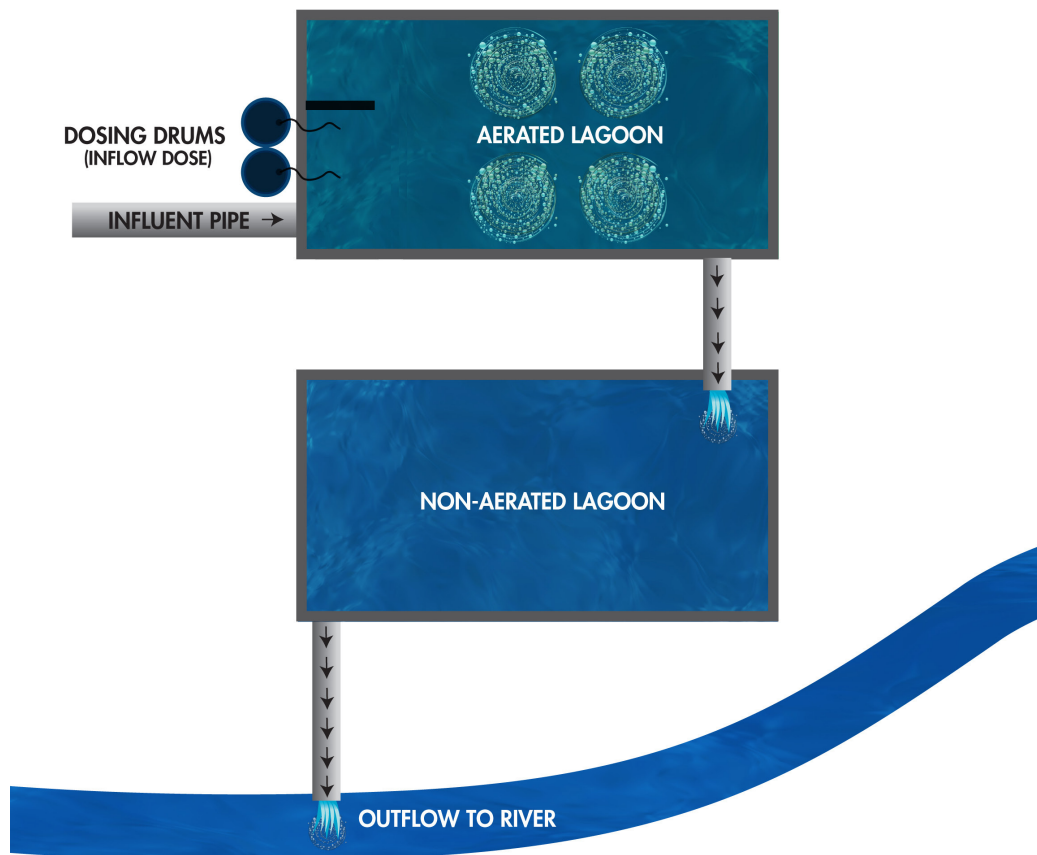 AERATED LAGOON
DOSING DRUMS
(INFLOW DOSE)
INFLUENT PIPE
NON-AERATED LAGOON
OUTFLOW TO RIVER